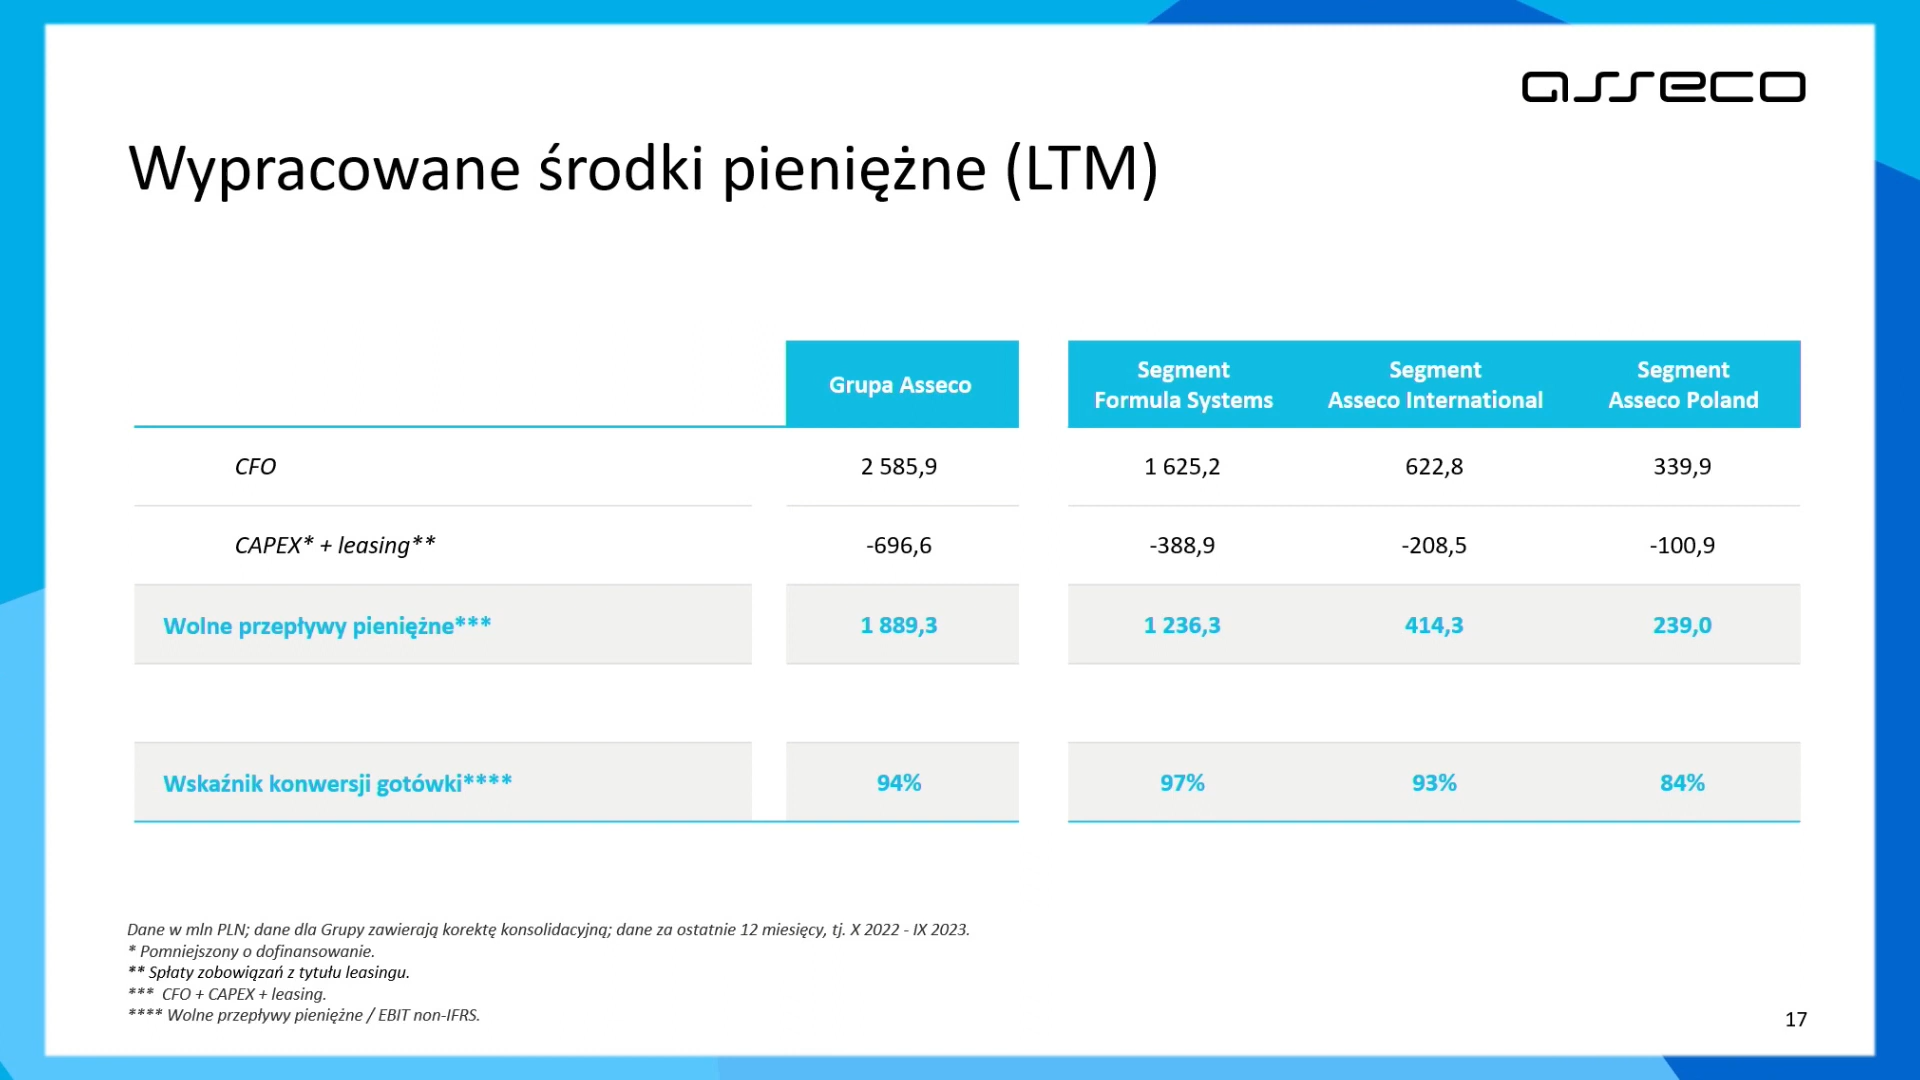 asseco
Wypracowane środki pieniężne (LTM)
Grupa Asseco
Segment
Formula Systems
Segment
Asseco International
Segment
Asseco Poland
CFO 2 585,9 1 625,2 622,8 339,9
CAPEX* + leasing** -696,6 -388,9 -208,5 -100,9
Wolne przepływy pieniężne*** 1 889,3 1 236,3 414,3 239,0
Wskaźnik konwersji gotówki**** 94% 97% 93% 84%
Dane w mln PLN; dane dla Grupy zawierają korektę konsolidacyjną; dane za ostatnie 12 miesięcy, tj. X 2022 - IX 2023.
* Pomniejszony o dofinansowanie.
** Spłaty zobowiązań z tytułu leasingu.
*** CFO + CAPEX + leasing.
**** Wolne przepływy pieniężne / EBIT non-IFRS.
17